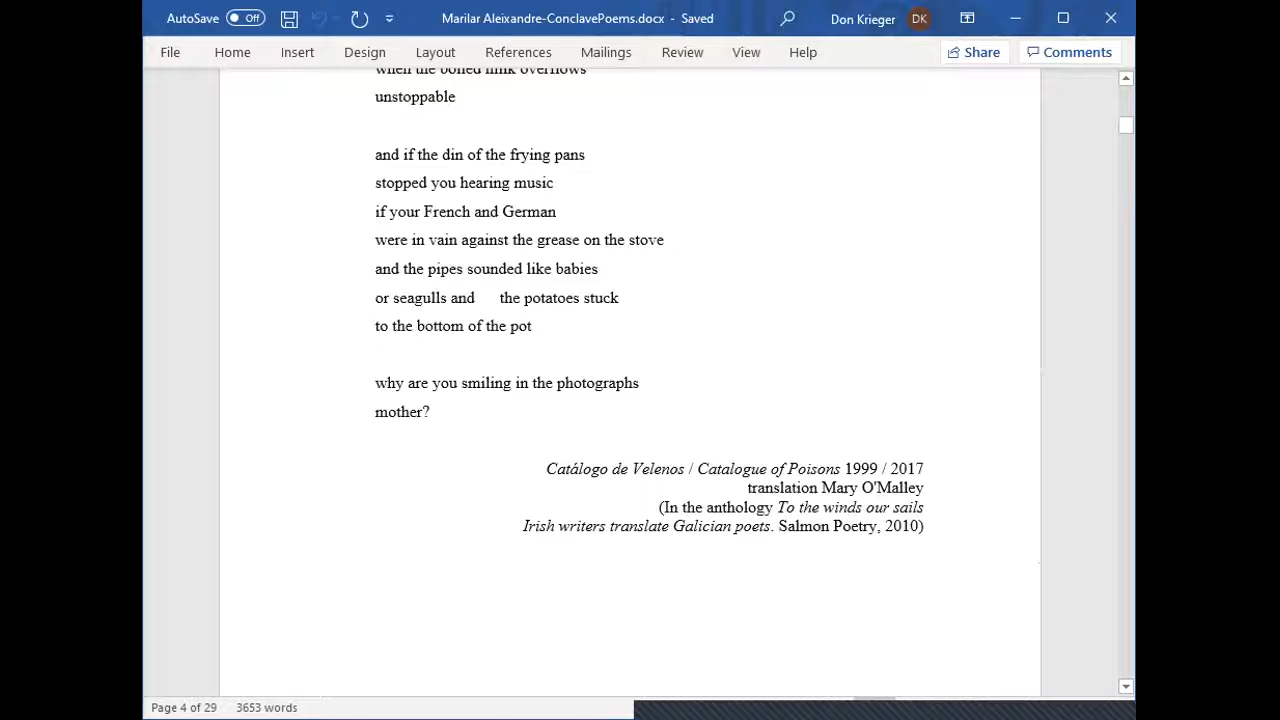 AutoSave Off Marilar Aleixandre-ConclavePoems.docx - Saved Don Krieger DK
File Home Insert Design Layout References Mailings Review View Help Share Comments
when the boiled milk overflows
unstoppable
and if the din of the frying pans
stopped you hearing music
if your French and German
were in vain against the grease on the stove
and the pipes sounded like babies
or seagulls and the potatoes stuck
to the bottom of the pot
why are you smiling in the photographs
mother?
Catálogo de Velenos / Catalogue of Poisons 1999 / 2017
translation Mary O'Malley
(In the anthology To the winds our sails
Irish writers translate Galician poets. Salmon Poetry, 2010)
Page 4 of 29 3653 words